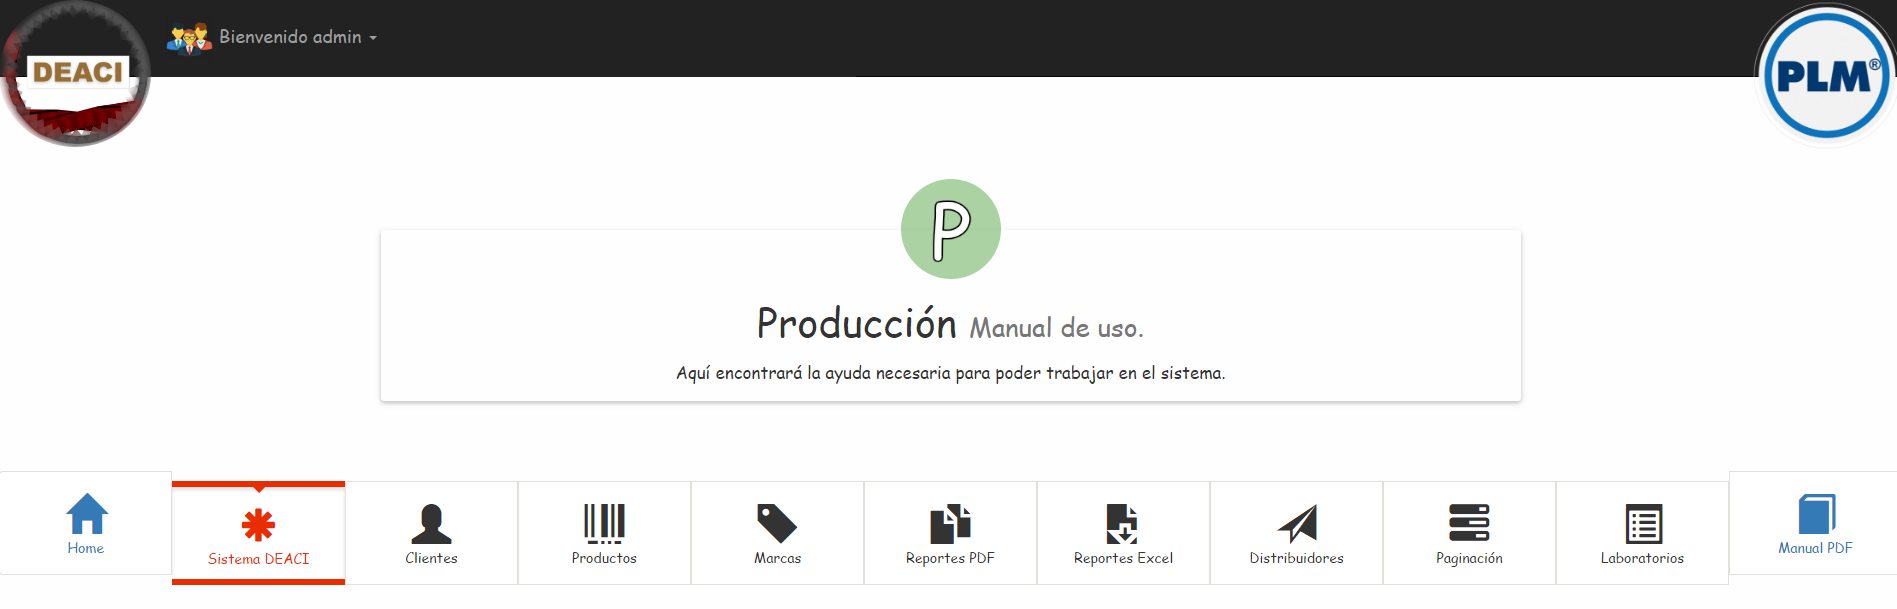 Bienvenido admin
DEACI
PLM®
P
Producción Manual de uso.
Aquí encontrará la ayuda necesaria para poder trabajar en el sistema.
Home
Sistema DEACI
Clientes
Productos
Marcas
Reportes PDF
Reportes Excel
Distribuidores
Paginación
Laboratorios
Manual PDF